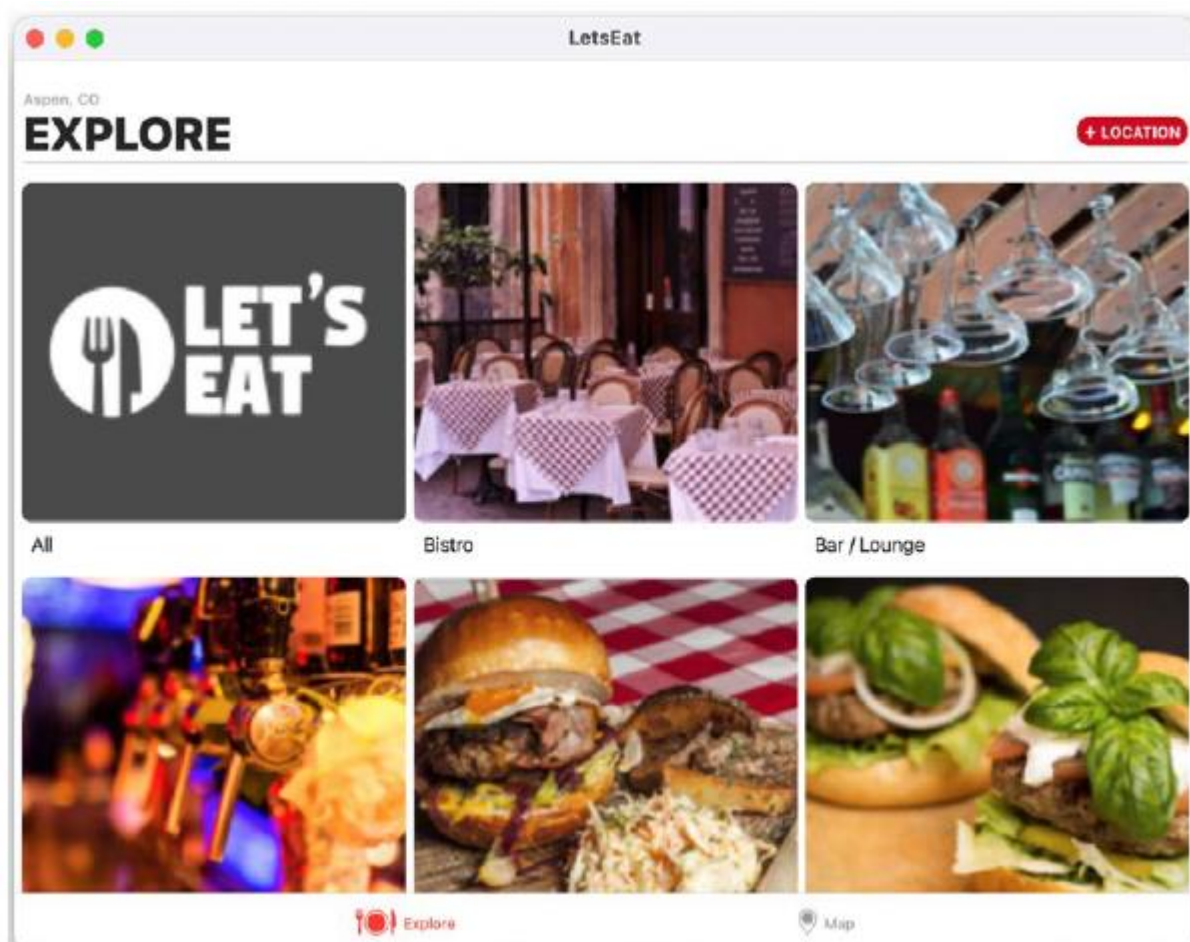 LetsEat
Aspen, CO
EXPLORE
+ LOCATION
LET'S
EAT
All
Bistro
Bar / Lounge
Explore
Map